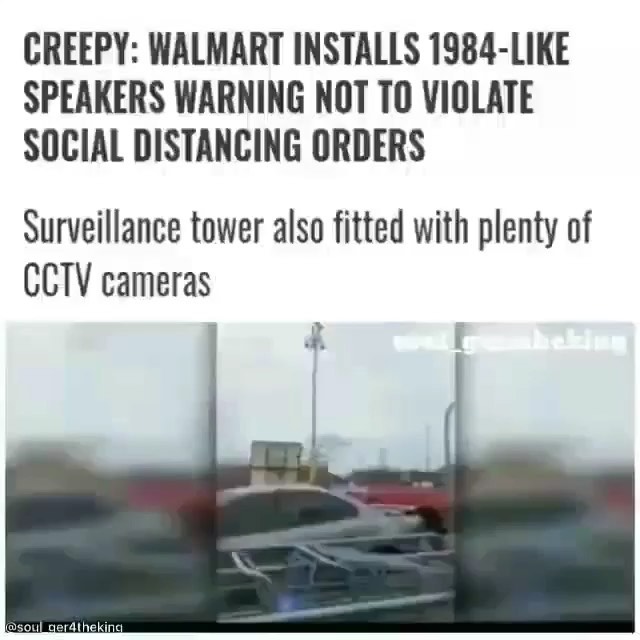 CREEPY: WALMART INSTALLS 1984-LIKE
SPEAKERS WARNING NOT TO VIOLATE
SOCIAL DISTANCING ORDERS
Surveillance tower also fitted with plenty of
CCTV cameras
@soul_ger4theking